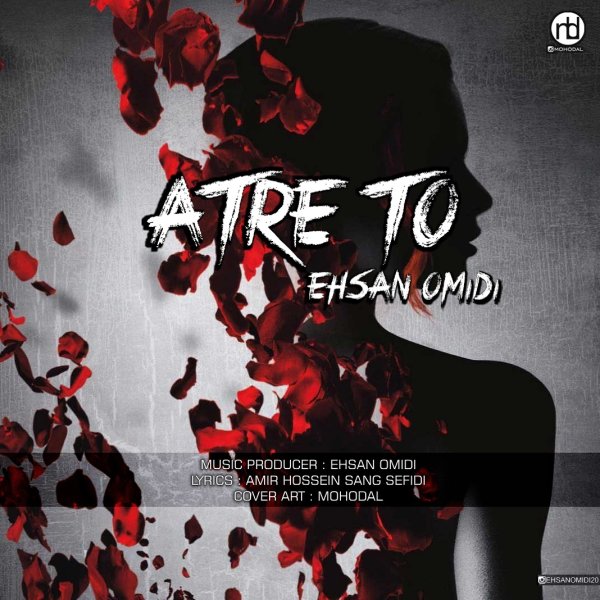 MOHODAL
ATRE TO
EHSAN OMIDI
MUSIC PRODUCER : EHSAN OMIDI
LYRICS : AMIR HOSSEIN SANG SEFIDI
COVER ART : MOHODAL
EHSANOMIDI20